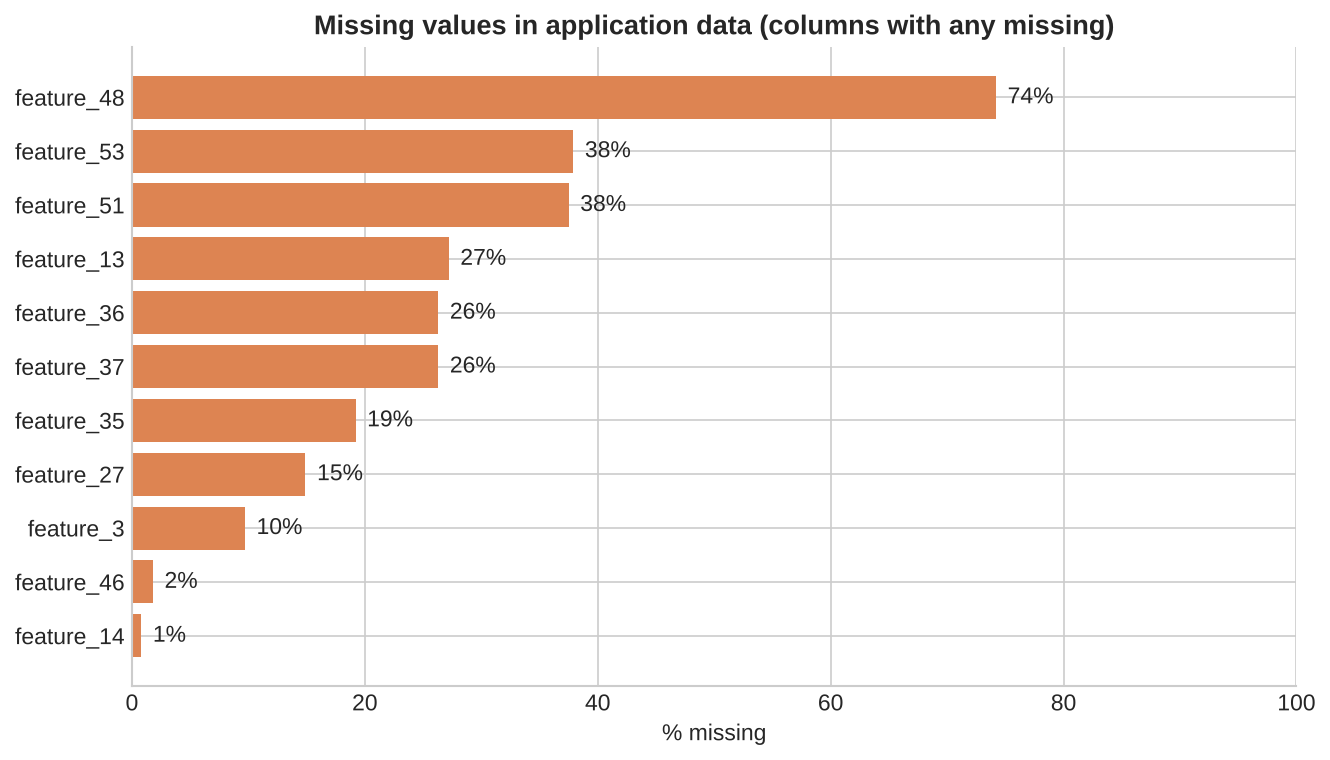 Missing values in application data (columns with any missing)
feature_48 74%
feature_53 38%
feature_51 38%
feature_13 27%
feature_36 26%
feature_37 26%
feature_35 19%
feature_27 15%
feature_3 10%
feature_46 2%
feature_14 1%
0 20 40 60 80 100
% missing